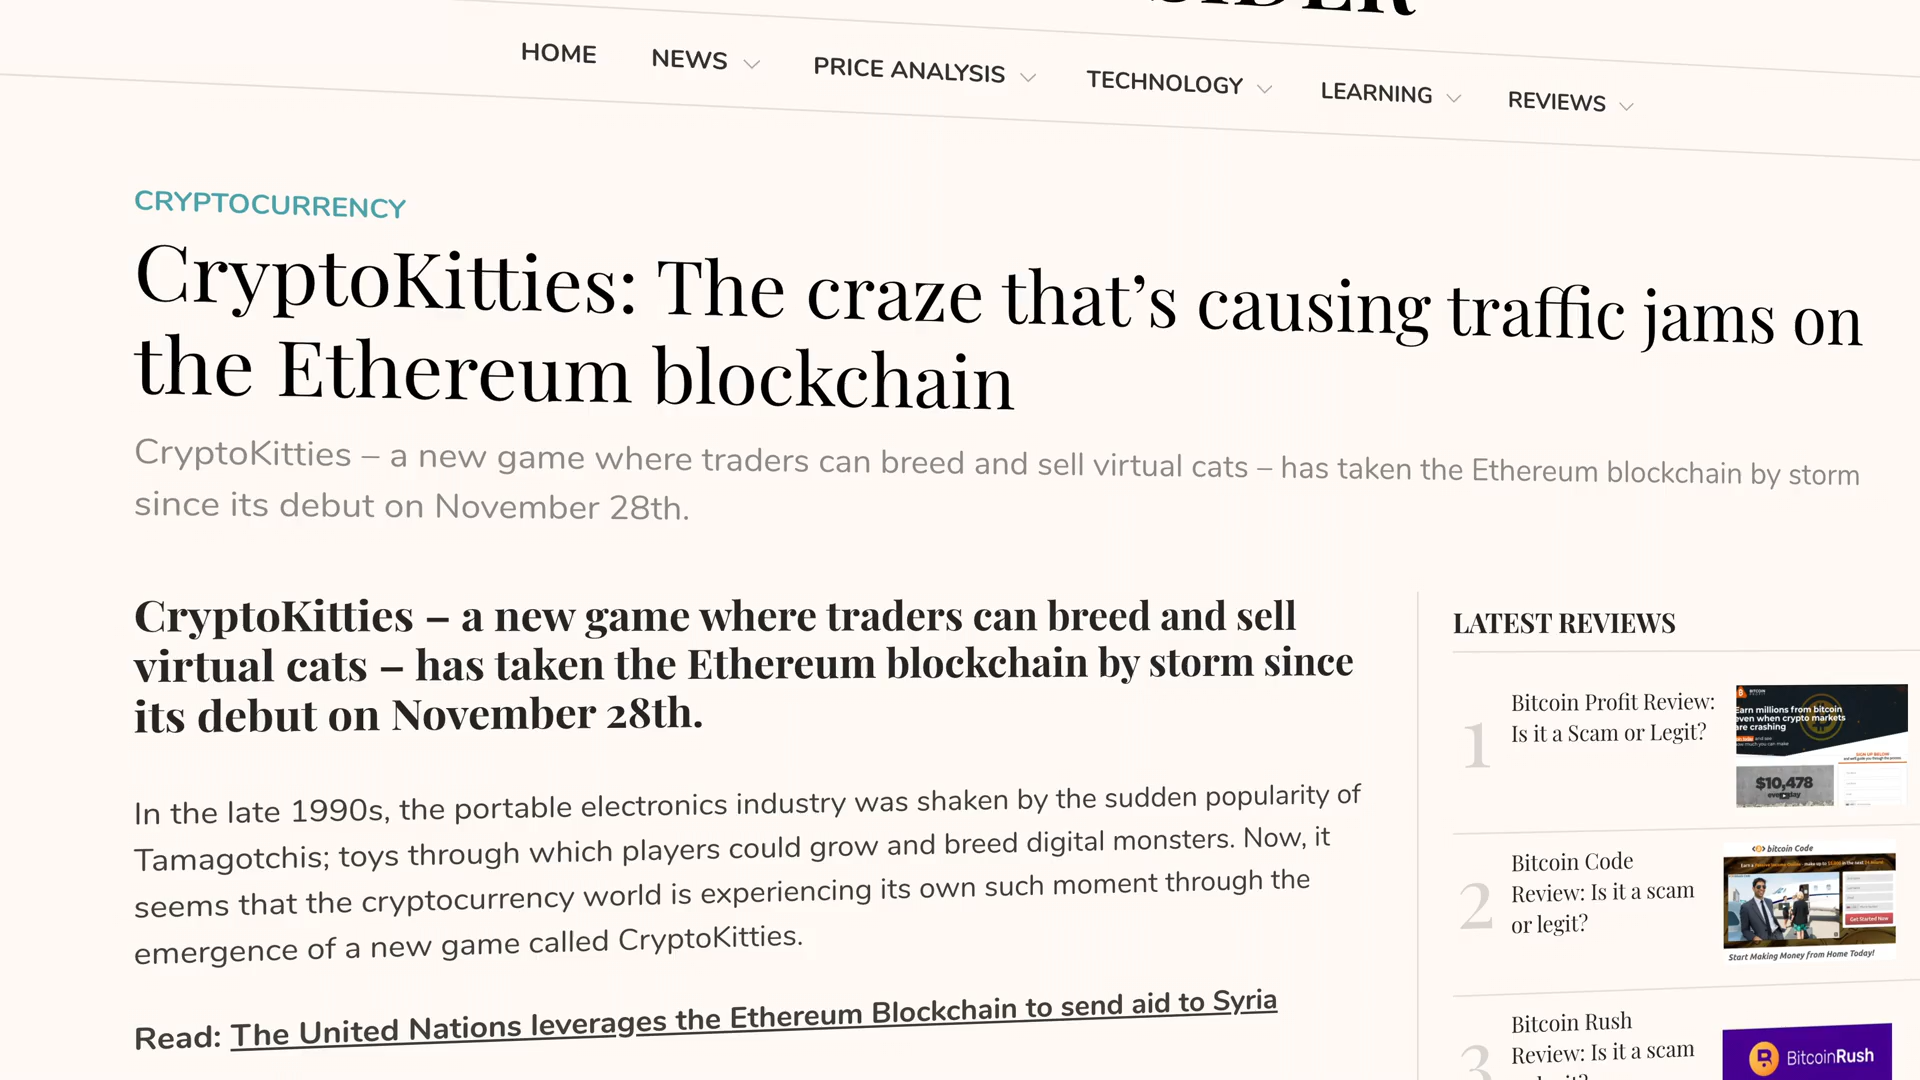 HOME NEWS PRICE ANALYSIS TECHNOLOGY LEARNING REVIEWS
CRYPTOCURRENCY
CryptoKitties: The craze that’s causing traffic jams on
the Ethereum blockchain
CryptoKitties – a new game where traders can breed and sell virtual cats – has taken the Ethereum blockchain by storm
since its debut on November 28th.
CryptoKitties – a new game where traders can breed and sell
virtual cats – has taken the Ethereum blockchain by storm since
its debut on November 28th.
In the late 1990s, the portable electronics industry was shaken by the sudden popularity of
Tamagotchis; toys through which players could grow and breed digital monsters. Now, it
seems that the cryptocurrency world is experiencing its own such moment through the
emergence of a new game called CryptoKitties.
Read: The United Nations leverages the Ethereum Blockchain to send aid to Syria
LATEST REVIEWS
1
Bitcoin Profit Review:
Is it a Scam or Legit?
Earn millions from bitcoin
even when crypto markets
are crashing
SIGN UP BELOW
$10,478
2
Bitcoin Code
Review: Is it a scam
or legit?
bitcoin Code
Get Started Now
Start Making Money from Home Today!
3
Bitcoin Rush
Review: Is it a scam
BitcoinRush